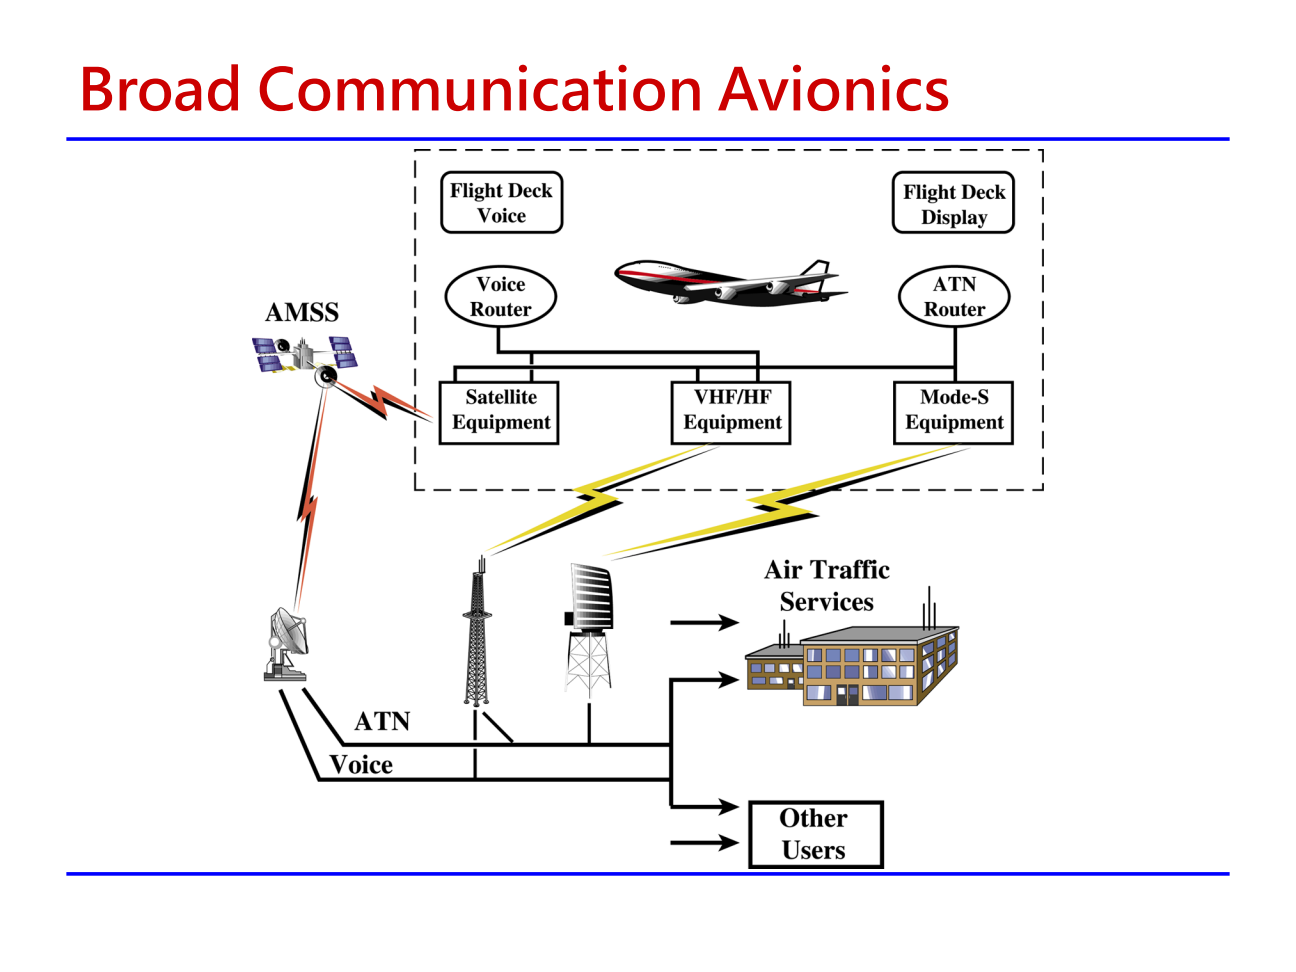 Broad Communication Avionics
Flight Deck
Voice
Flight Deck
Display
Voice
Router
ATN
Router
AMSS
Satellite
Equipment
VHF/HF
Equipment
Mode-S
Equipment
Air Traffic
Services
ATN
Voice
Other
Users